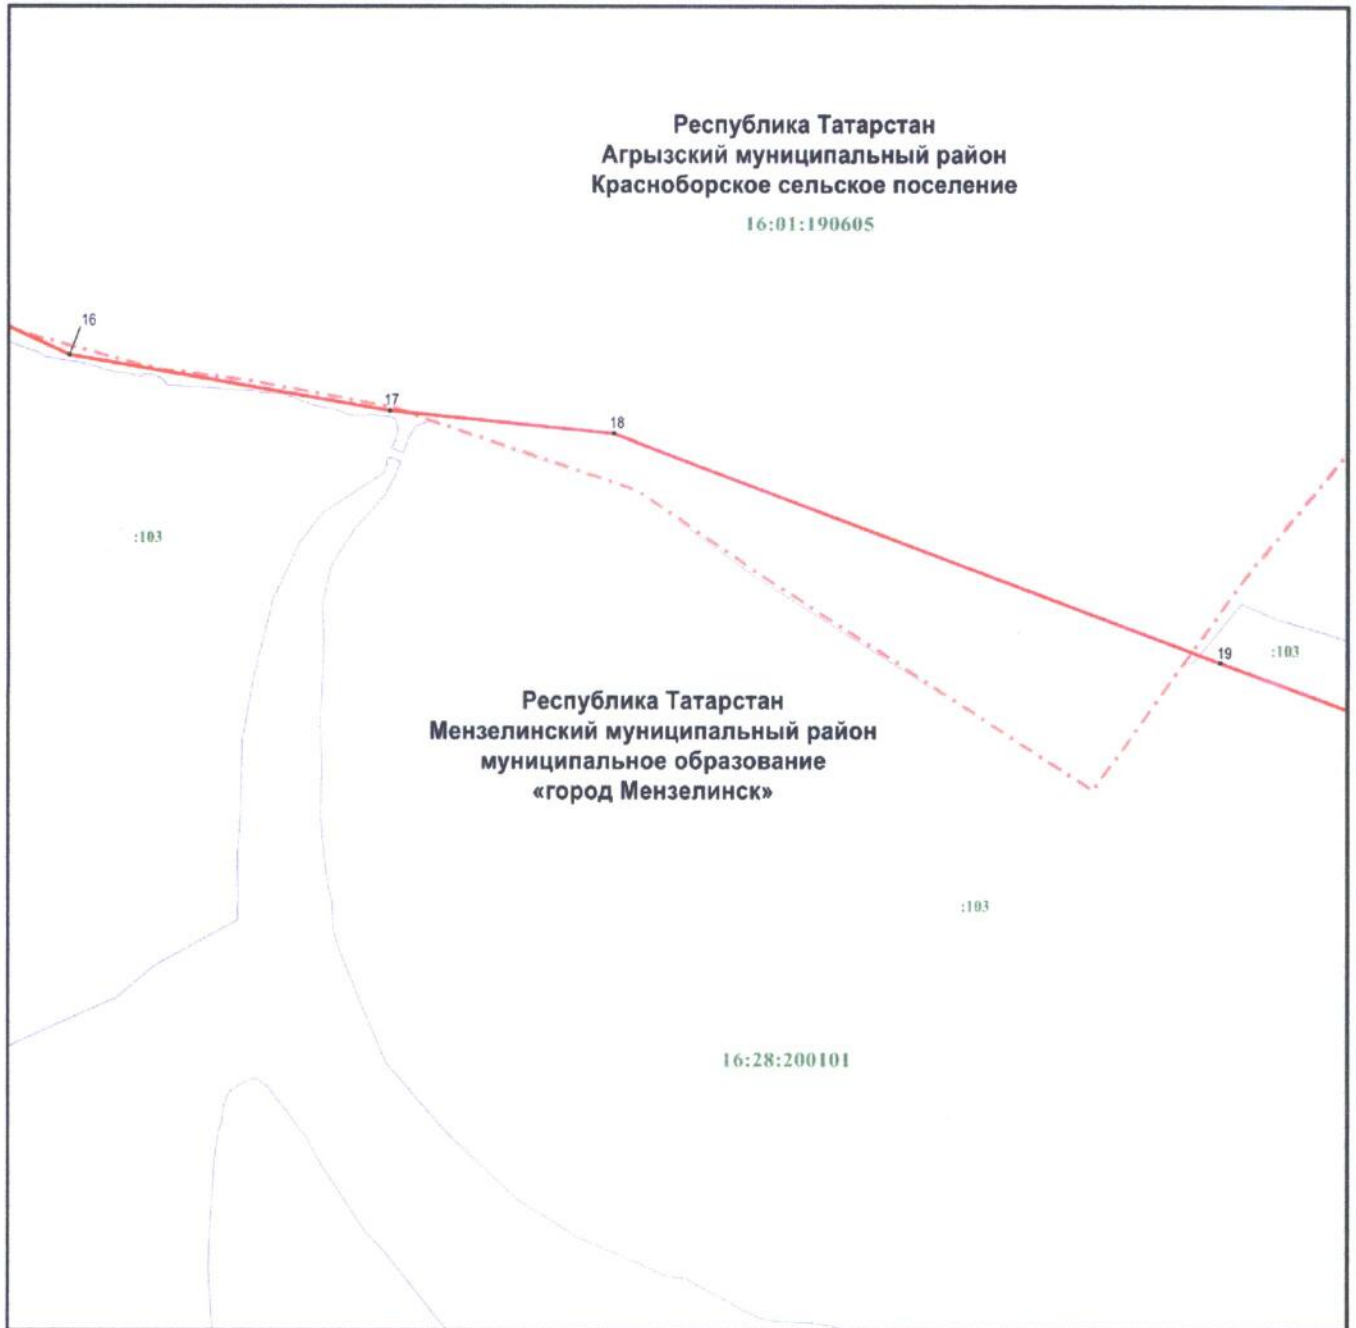 Республика Татарстан
Агрызский муниципальный район
Красноборское сельское поселение
16:01:190605
16
17
18
:103
19
:103
Республика Татарстан
Мензелинский муниципальный район
муниципальное образование
«город Мензелинск»
:103
16:28:200101